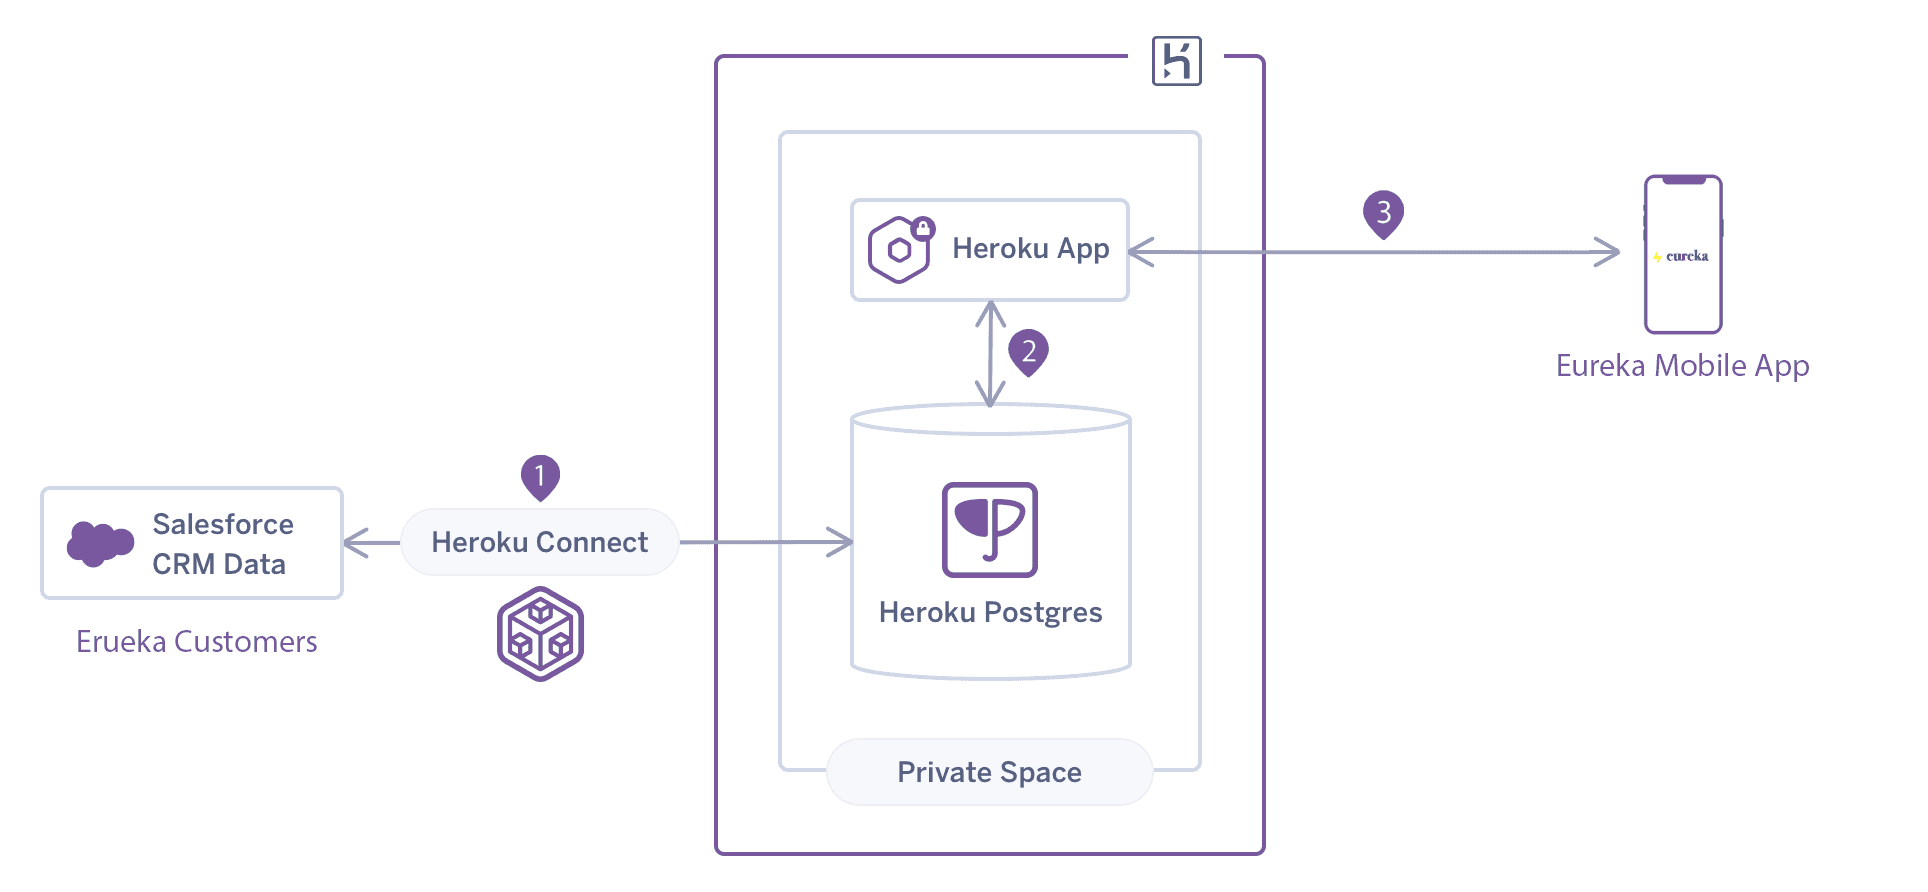 Heroku App
3
eureka
2
Eureka Mobile App
1
Salesforce
CRM Data
Heroku Connect
Erueka Customers
Heroku Postgres
Private Space